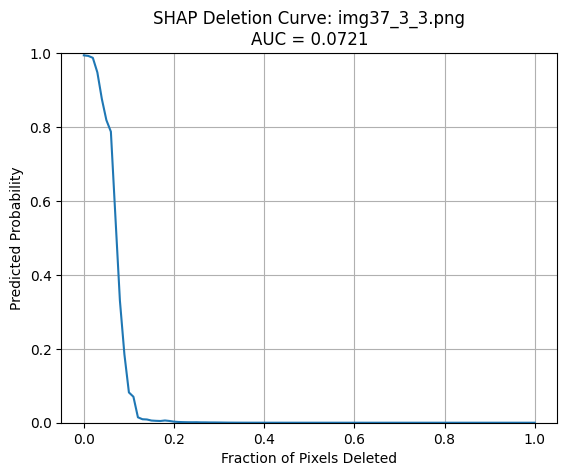 SHAP Deletion Curve: img37_3_3.png
AUC = 0.0721
1.0
0.8
0.6
0.4
0.2
0.0
Predicted Probability
0.0 0.2 0.4 0.6 0.8 1.0
Fraction of Pixels Deleted